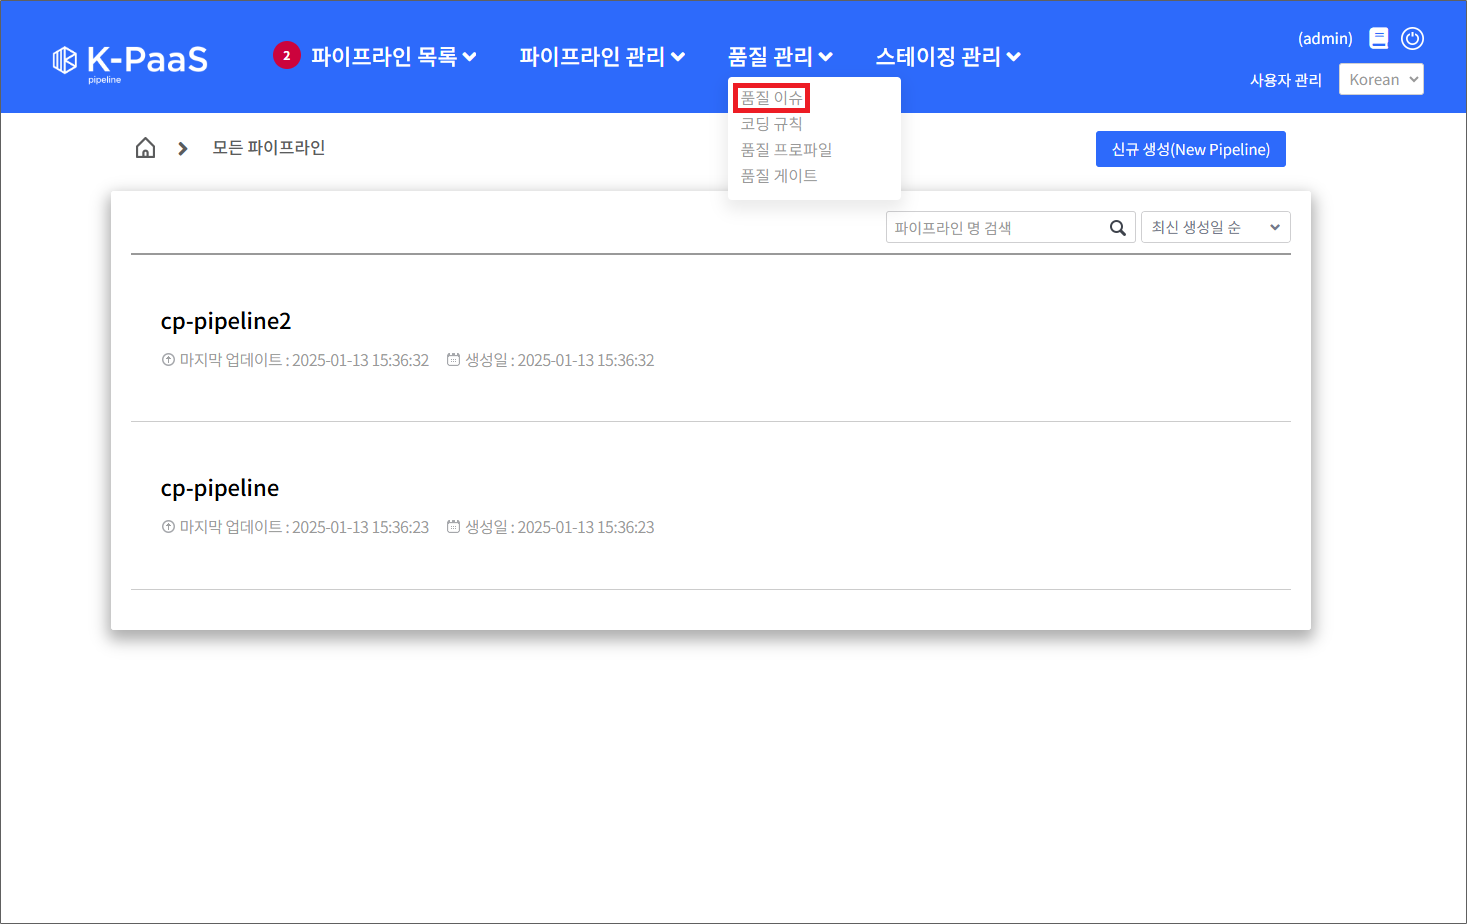 K-PaaS
pipeline
2 파이프라인 목록
파이프라인 관리
품질 관리
스테이징 관리
(admin)
사용자 관리
Korean
품질 이슈
코딩 규칙
품질 프로파일
품질 게이트
모든 파이프라인
신규 생성(New Pipeline)
파이프라인 명 검색
최신 생성일 순
cp-pipeline2
마지막 업데이트 : 2025-01-13 15:36:32 생성일 : 2025-01-13 15:36:32
cp-pipeline
마지막 업데이트 : 2025-01-13 15:36:23 생성일 : 2025-01-13 15:36:23